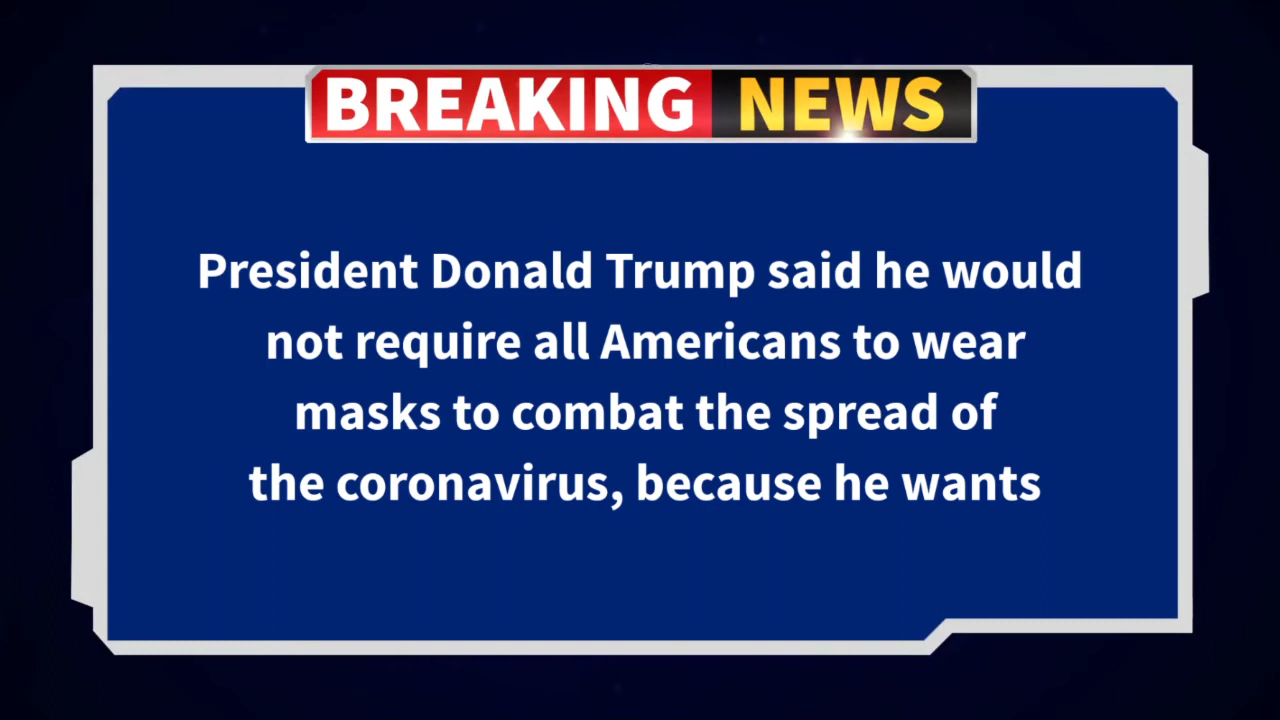 BREAKING NEWS
President Donald Trump said he would
not require all Americans to wear
masks to combat the spread of
the coronavirus, because he wants